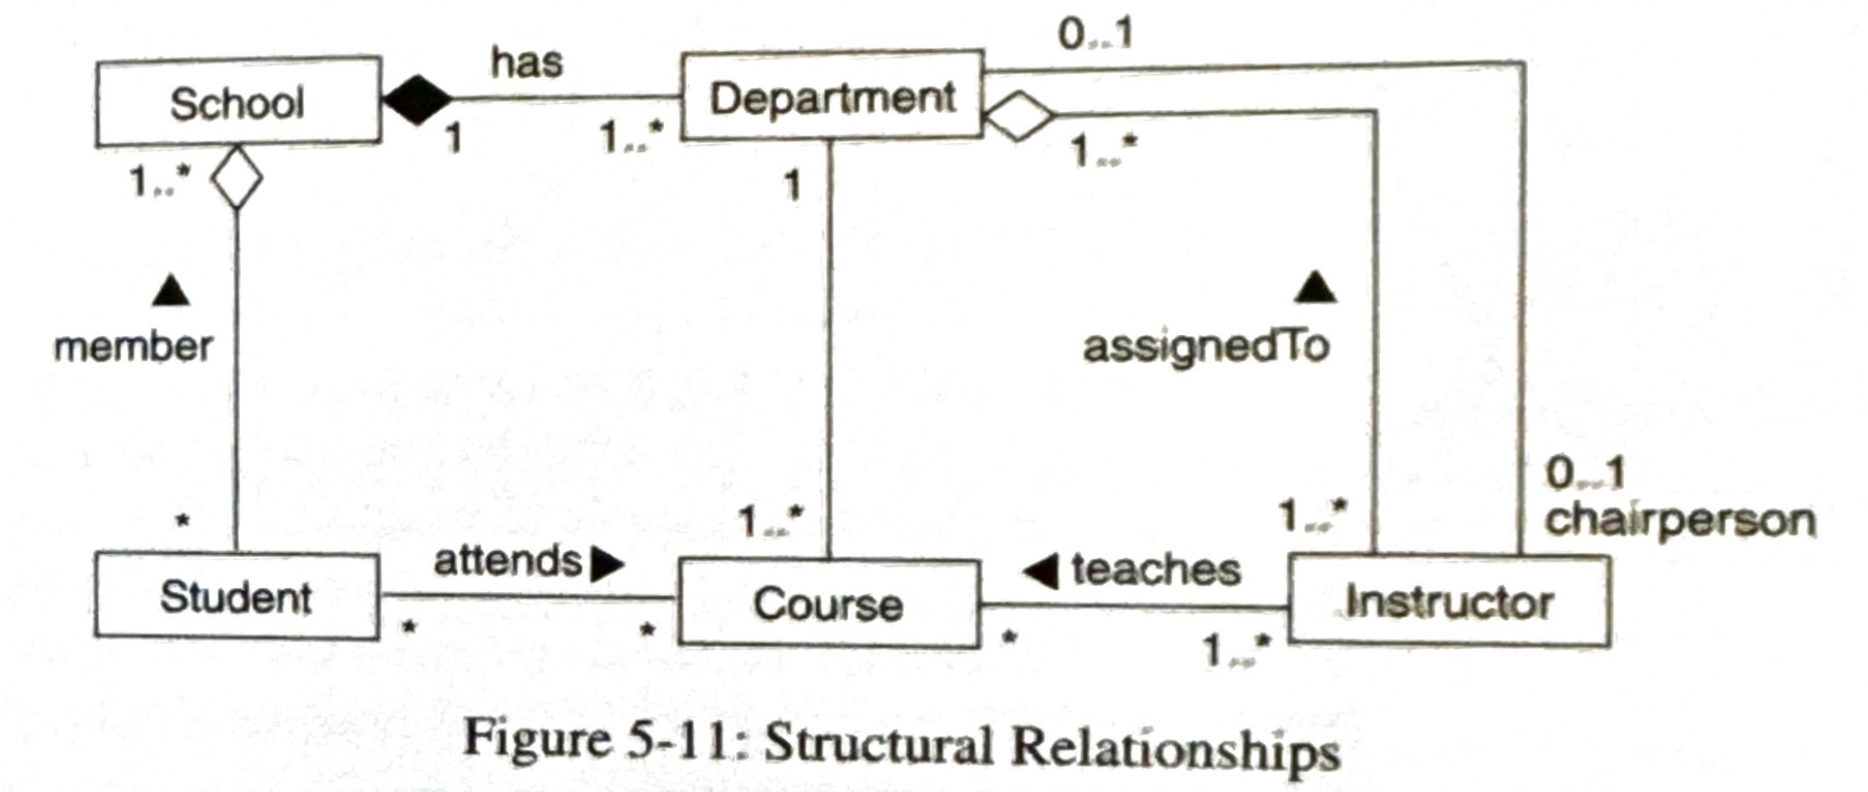 0..1
has
School
Department
1
1..*
1..*
1..*
1
member
assignedTo
0..1
chairperson
*
1..*
1..*
attends
teaches
Student
Course
Instructor
*
*
*
1..*
Figure 5-11: Structural Relationships